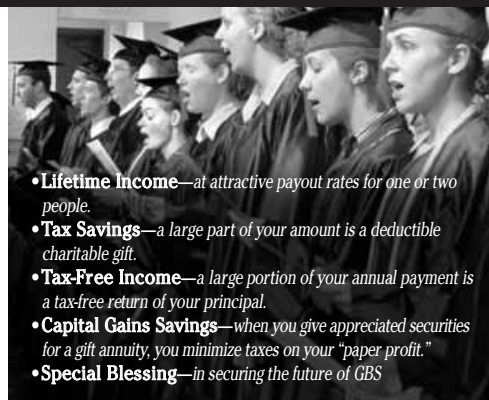 •Lifetime Income—at attractive payout rates for one or two
people.
•Tax Savings—a large part of your amount is a deductible
charitable gift.
•Tax-Free Income—a large portion of your annual payment is
a tax-free return of your principal.
•Capital Gains Savings—when you give appreciated securities
for a gift annuity, you minimize taxes on your “paper profit.”
•Special Blessing—in securing the future of GBS